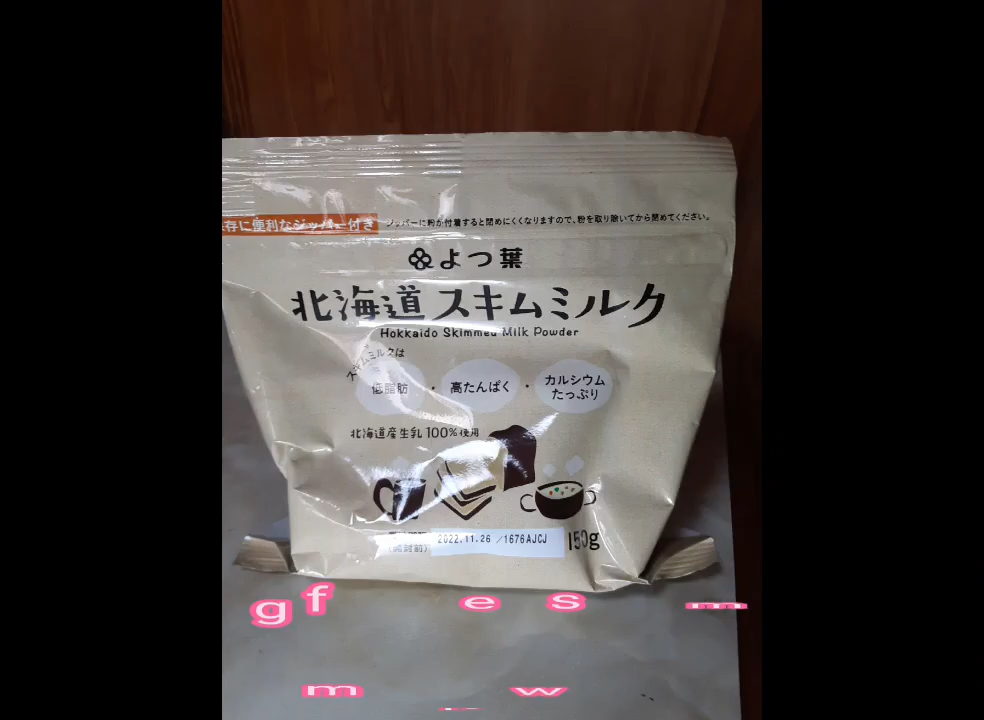 存に便利なジッパー付き
ジッパーに粉が付着すると閉めにくくなりますので、粉を取り除いてから閉めてください。
よつ葉
北海道スキムミルク
Hokkaido Skimmed Milk Powder
スキムミルクは
低脂肪・高たんぱく・カルシウム
たっぷり
北海道産生乳100%使用
(開封前)
2022.11.26 /1676AJCJ
150g
g f e s m
m w